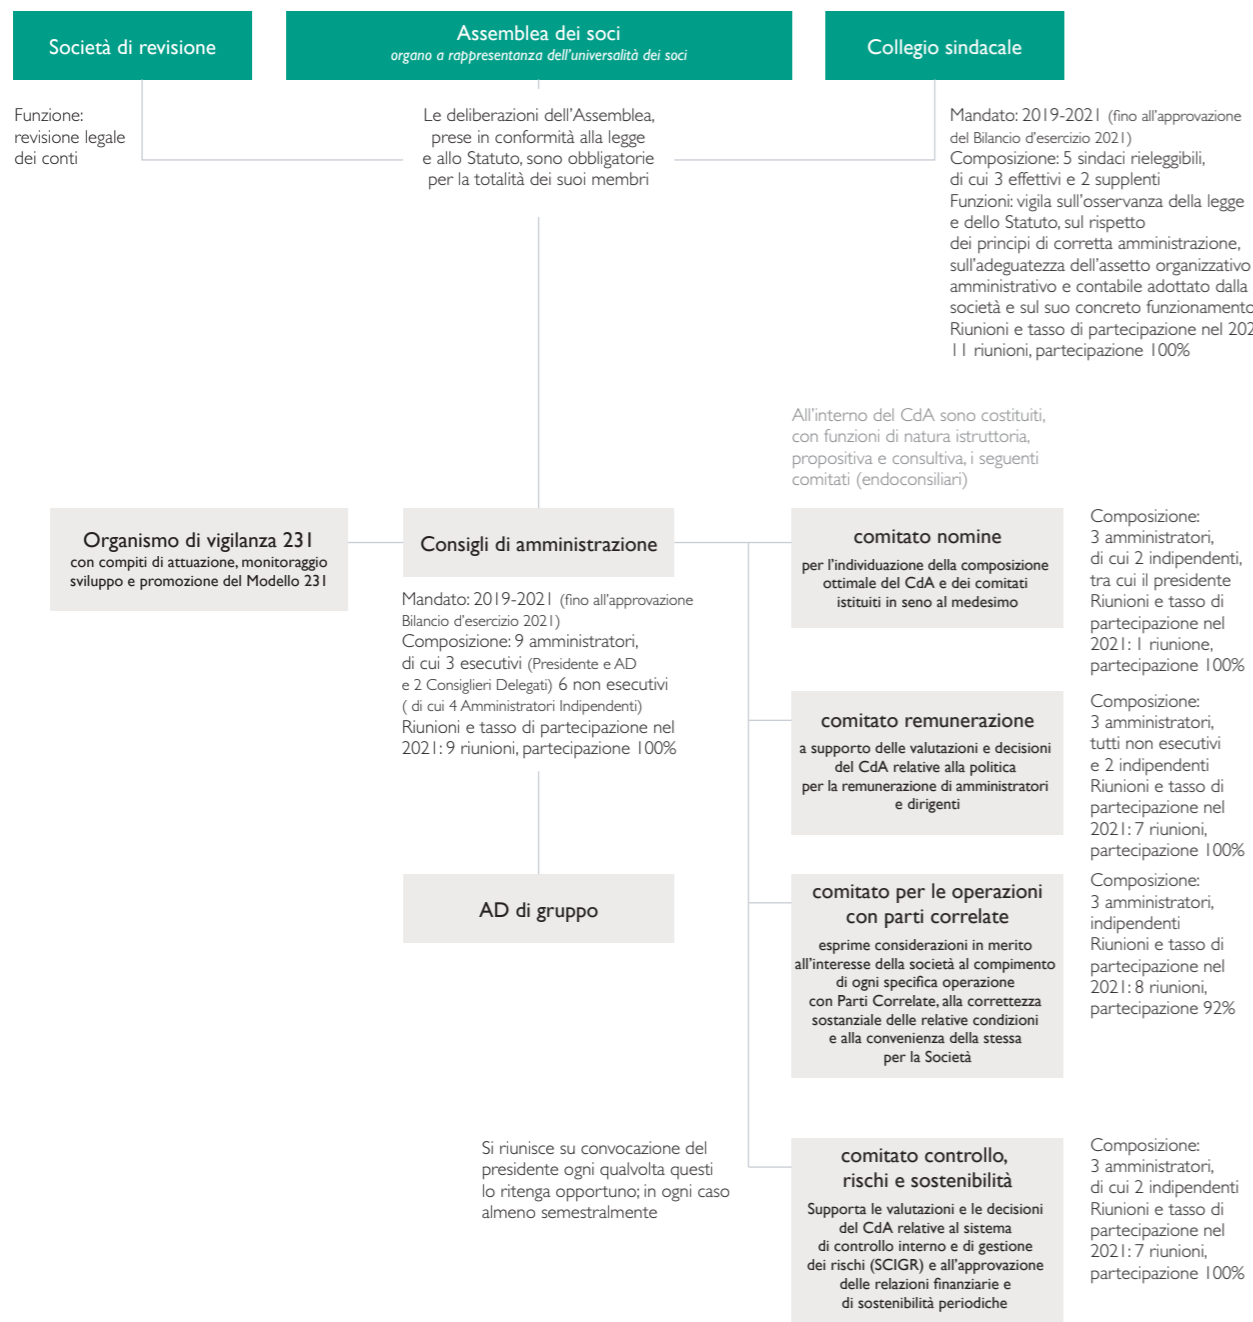 Società di revisione
Assemblea dei soci
organo a rappresentanza dell'universalità dei soci
Collegio sindacale
Funzione:
revisione legale
dei conti
Le deliberazioni dell'Assemblea,
prese in conformità alla legge
e allo Statuto, sono obbligatorie
per la totalità dei suoi membri
Mandato: 2019-2021 (fino all'approvazione
del Bilancio d'esercizio 2021)
Composizione: 5 sindaci rieleggibili,
di cui 3 effettivi e 2 supplenti
Funzioni: vigila sull'osservanza della legge
e dello Statuto, sul rispetto
dei principi di corretta amministrazione,
sull'adeguatezza dell'assetto organizzativo
amministrativo e contabile adottato dalla
società e sul suo concreto funzionamento
Riunioni e tasso di partecipazione nel
11 riunioni, partecipazione 100%
All'interno del CdA sono costituiti,
con funzioni di natura istruttoria,
propositiva e consultiva, i seguenti
comitati (endoconsiliari)
Organismo di vigilanza 231
con compiti di attuazione, monitoraggio
sviluppo e promozione del Modello 231
Consigli di amministrazione
Mandato: 2019-2021 (fino all'approvazione
Bilancio d'esercizio 2021)
Composizione: 9 amministratori,
di cui 3 esecutivi (Presidente e AD
e 2 Consiglieri Delegati) 6 non esecutivi
( di cui 4 Amministratori Indipendenti)
Riunioni e tasso di partecipazione nel
2021: 9 riunioni, partecipazione 100%
AD di gruppo
comitato nomine
per l'individuazione della composizione
ottimale del CdA e dei comitati
istituiti in seno al medesimo
Composizione:
3 amministratori,
di cui 2 indipendenti,
tra cui il presidente
Riunioni e tasso di
partecipazione nel
2021: 1 riunione,
partecipazione 100%
comitato remunerazione
a supporto delle valutazioni e decisioni
del CdA relative alla politica
per la remunerazione di amministratori
e dirigenti
Composizione:
3 amministratori,
tutti non esecutivi
e 2 indipendenti
Riunioni e tasso di
partecipazione nel
2021: 7 riunioni,
partecipazione 100%
comitato per le operazioni
con parti correlate
esprime considerazioni in merito
all'interesse della società al compimento
di ogni specifica operazione
con Parti Correlate, alla correttezza
sostanziale delle relative condizioni
e alla convenienza della stessa
per la Società
Composizione:
3 amministratori,
indipendenti
Riunioni e tasso di
partecipazione nel
2021: 8 riunioni,
partecipazione 92%
Si riunisce su convocazione del
presidente ogni qualvolta questi
lo ritenga opportuno; in ogni caso
almeno semestralmente
comitato controllo,
rischi e sostenibilità
Supporta le valutazioni e le decisioni
del CdA relative al sistema
di controllo interno e di gestione
dei rischi (SCIGR) e all'approvazione
delle relazioni finanziarie e
di sostenibilità periodiche
Composizione:
3 amministratori,
di cui 2 indipendenti
Riunioni e tasso di
partecipazione nel
2021: 7 riunioni,
partecipazione 100%